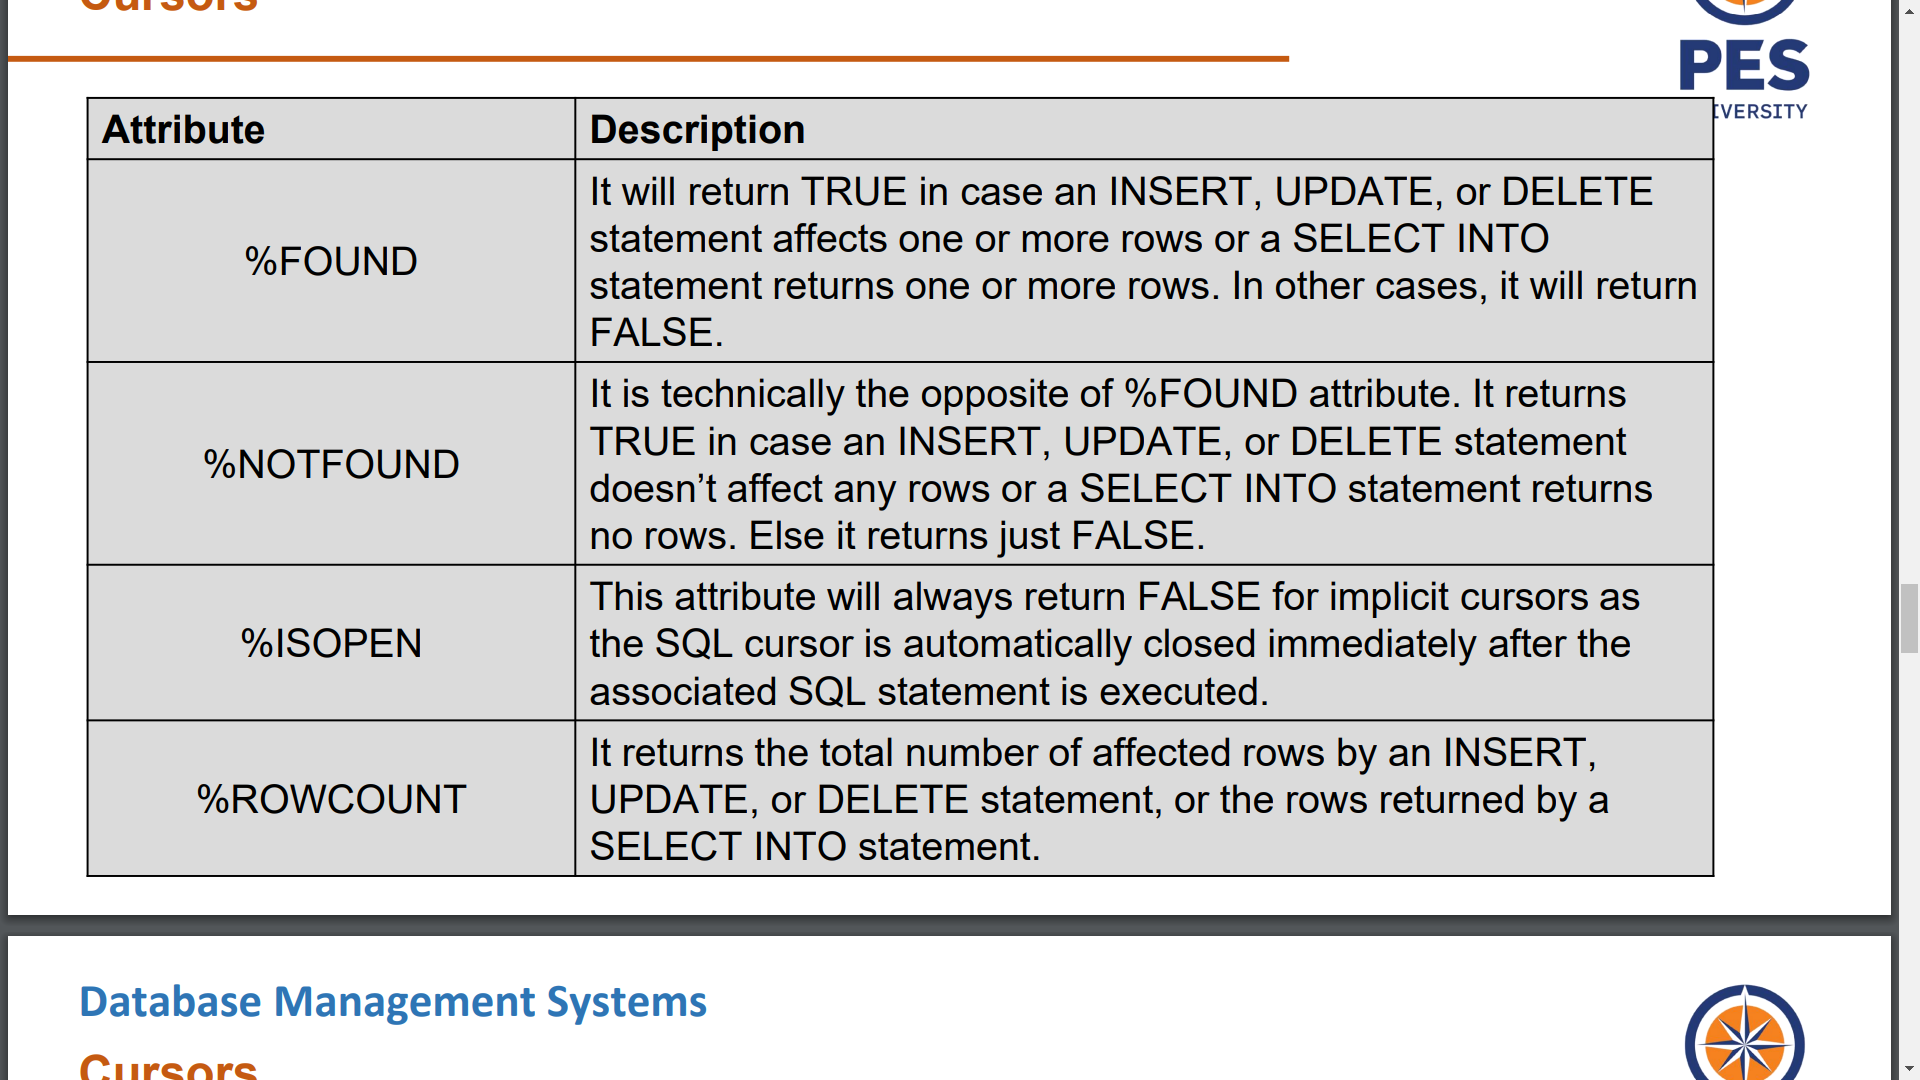 Cursors
PES
IVERSITY
Attribute
Description
%FOUND
It will return TRUE in case an INSERT, UPDATE, or DELETE
statement affects one or more rows or a SELECT INTO
statement returns one or more rows. In other cases, it will return
FALSE.
%NOTFOUND
It is technically the opposite of %FOUND attribute. It returns
TRUE in case an INSERT, UPDATE, or DELETE statement
doesn’t affect any rows or a SELECT INTO statement returns
no rows. Else it returns just FALSE.
%ISOPEN
This attribute will always return FALSE for implicit cursors as
the SQL cursor is automatically closed immediately after the
associated SQL statement is executed.
%ROWCOUNT
It returns the total number of affected rows by an INSERT,
UPDATE, or DELETE statement, or the rows returned by a
SELECT INTO statement.
Database Management Systems
Cursors